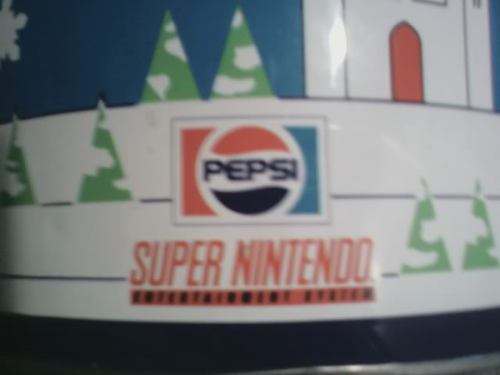 PEPSI
SUPER NINTENDO
ENTERTAINMENT SYSTEM